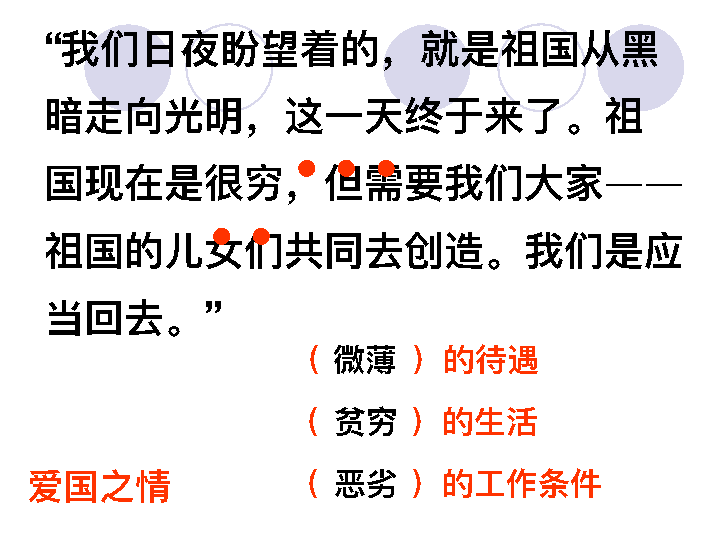 “我们日夜盼望着的，就是祖国从黑
暗走向光明，这一天终于来了。祖
国现在是很穷，但需要我们大家——
祖国的儿女们共同去创造。我们是应
当回去。”
（ 微薄 ）的待遇
（ 贫穷 ）的生活
爱国之情
（ 恶劣 ）的工作条件